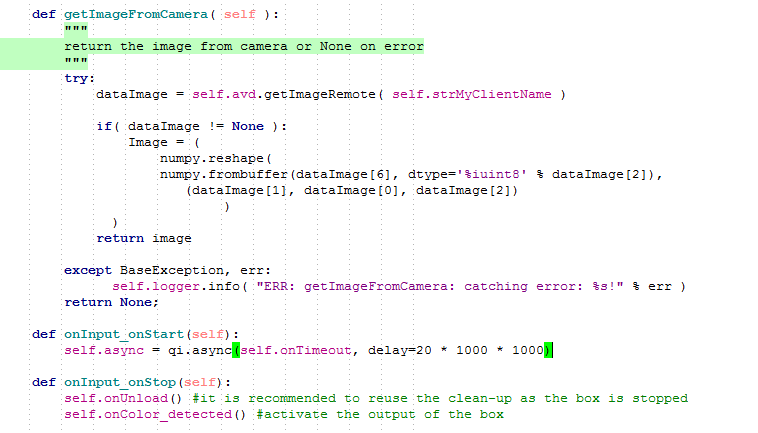 def getImageFromCamera( self ):
"""
return the image from camera or None on error
"""
try:
dataImage = self.avd.getImageRemote( self.strMyClientName )
if( dataImage != None ):
Image = (
numpy.reshape(
numpy.frombuffer(dataImage[6], dtype='%iuint8' % dataImage[2]),
(dataImage[1], dataImage[0], dataImage[2])
)
)
return image
except BaseException, err:
self.logger.info( "ERR: getImageFromCamera: catching error: %s!" % err )
return None;
def onInput_onStart(self):
self.async = qi.async(self.onTimeout, delay=20 * 1000 * 1000)
def onInput_onStop(self):
self.onUnload() #it is recommended to reuse the clean-up as the box is stopped
self.onColor_detected() #activate the output of the box